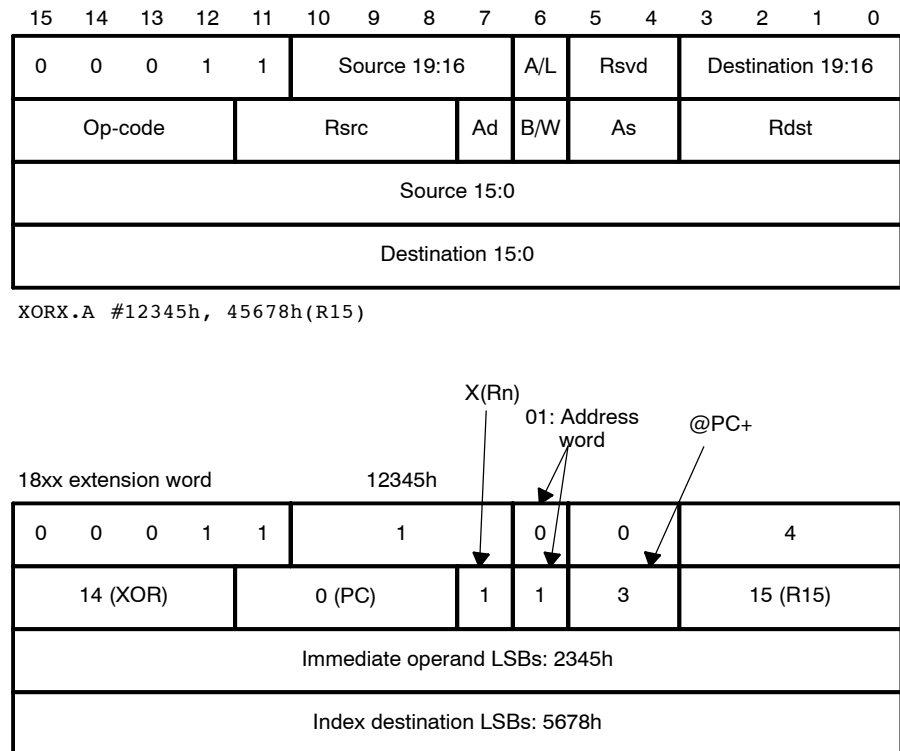 15 14 13 12 11 10 9 8 7 6 5 4 3 2 1 0
0 0 0 1 1 Source 19:16 A/L Rsvd Destination 19:16
Op-code Rsrc Ad B/W As Rdst
Source 15:0
Destination 15:0
XORX.A #12345h, 45678h(R15)
X(Rn)
01: Address
word
@PC+
18xx extension word 12345h
0 0 0 1 1 1 0 0 4
14 (XOR) 0 (PC) 1 1 3 15 (R15)
Immediate operand LSBs: 2345h
Index destination LSBs: 5678h